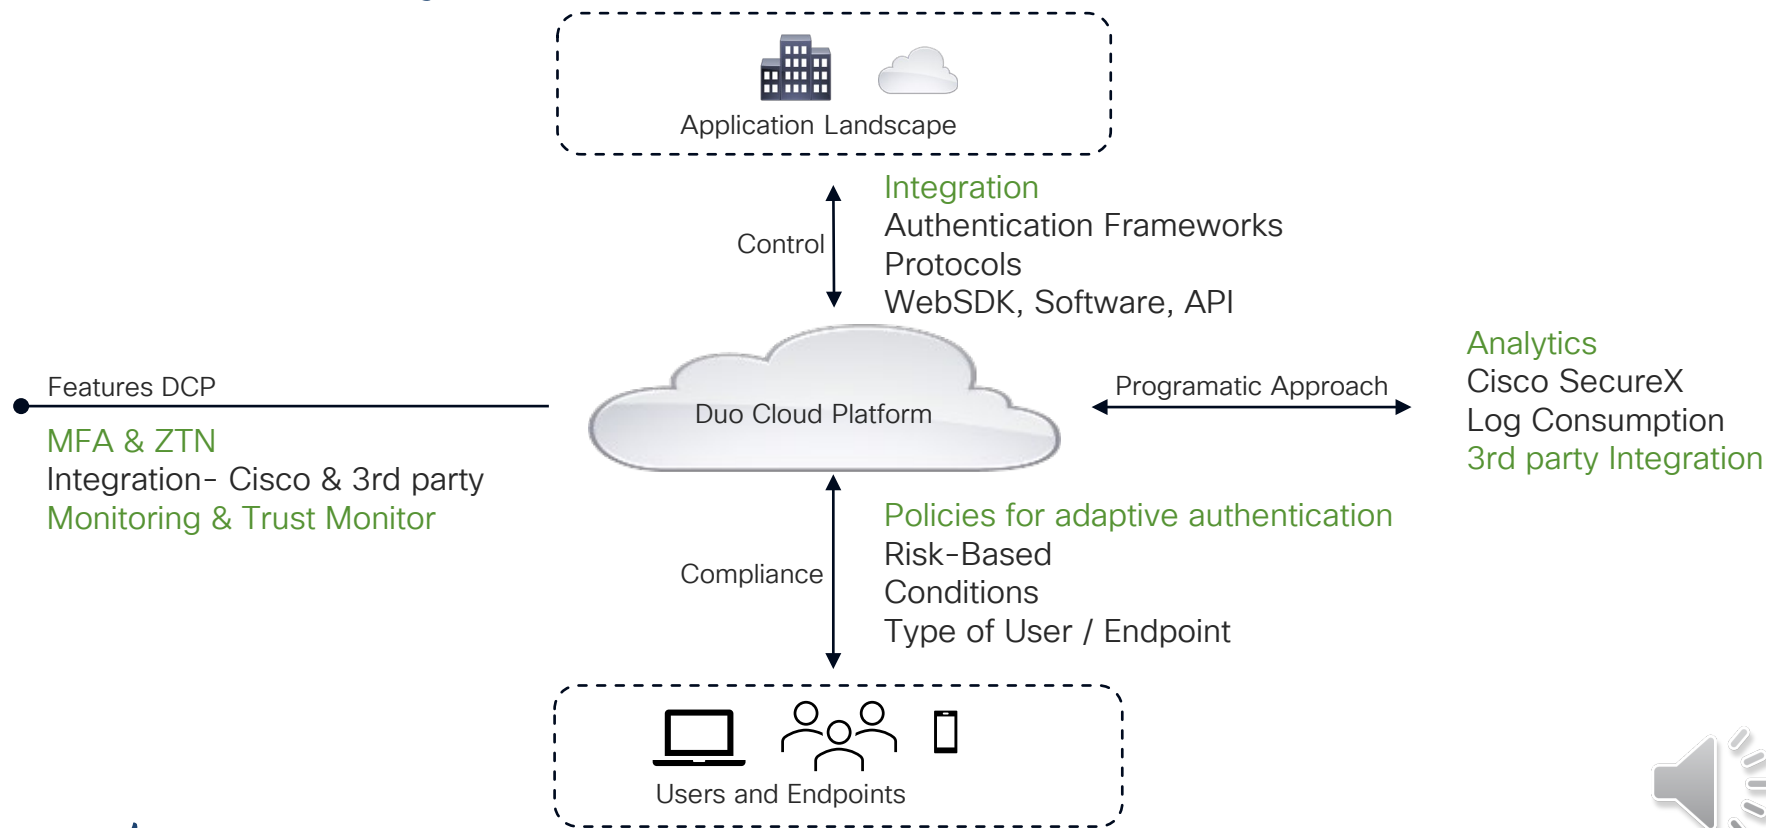 Application Landscape
Integration
Authentication Frameworks
Control
Protocols
WebSDK, Software, API
Analytics
Features DCP
Programatic Approach
Cisco SecureX
Duo Cloud Platform
Log Consumption
MFA & ZTN
3rd party Integration
Integration- Cisco & 3rd party
Monitoring & Trust Monitor
Policies for adaptive authentication
Risk-Based
Compliance
Conditions
Type of User / Endpoint
Users and Endpoints